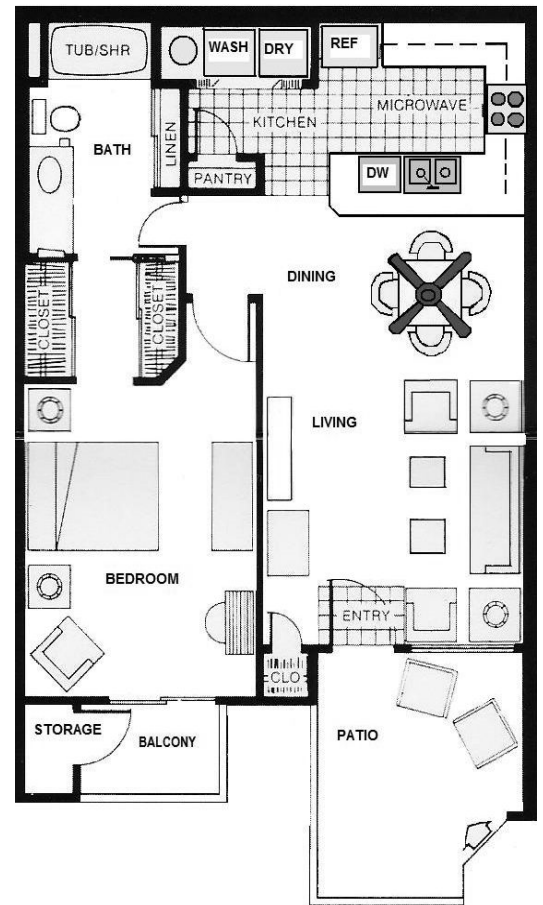 TUB/SHR
WASH
DRY
REF
MICROWAVE
KITCHEN
BATH
LINEN
PANTRY
DW
CLOSET
CLOSET
DINING
LIVING
BEDROOM
ENTRY
CLO
STORAGE
BALCONY
PATIO